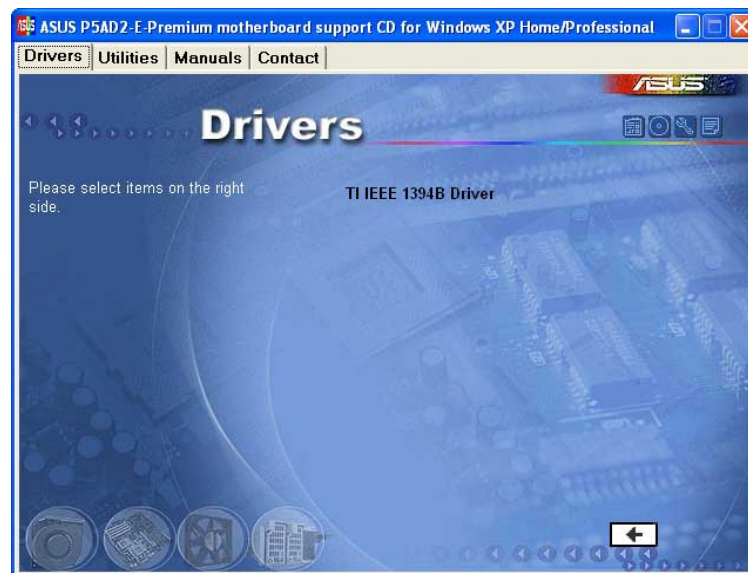 ASUS P5AD2-E-Premium motherboard support CD for Windows XP Home/Professional
Drivers Utilities Manuals Contact
ASUS
Drivers
Please select items on the right
side.
TI IEEE 1394B Driver